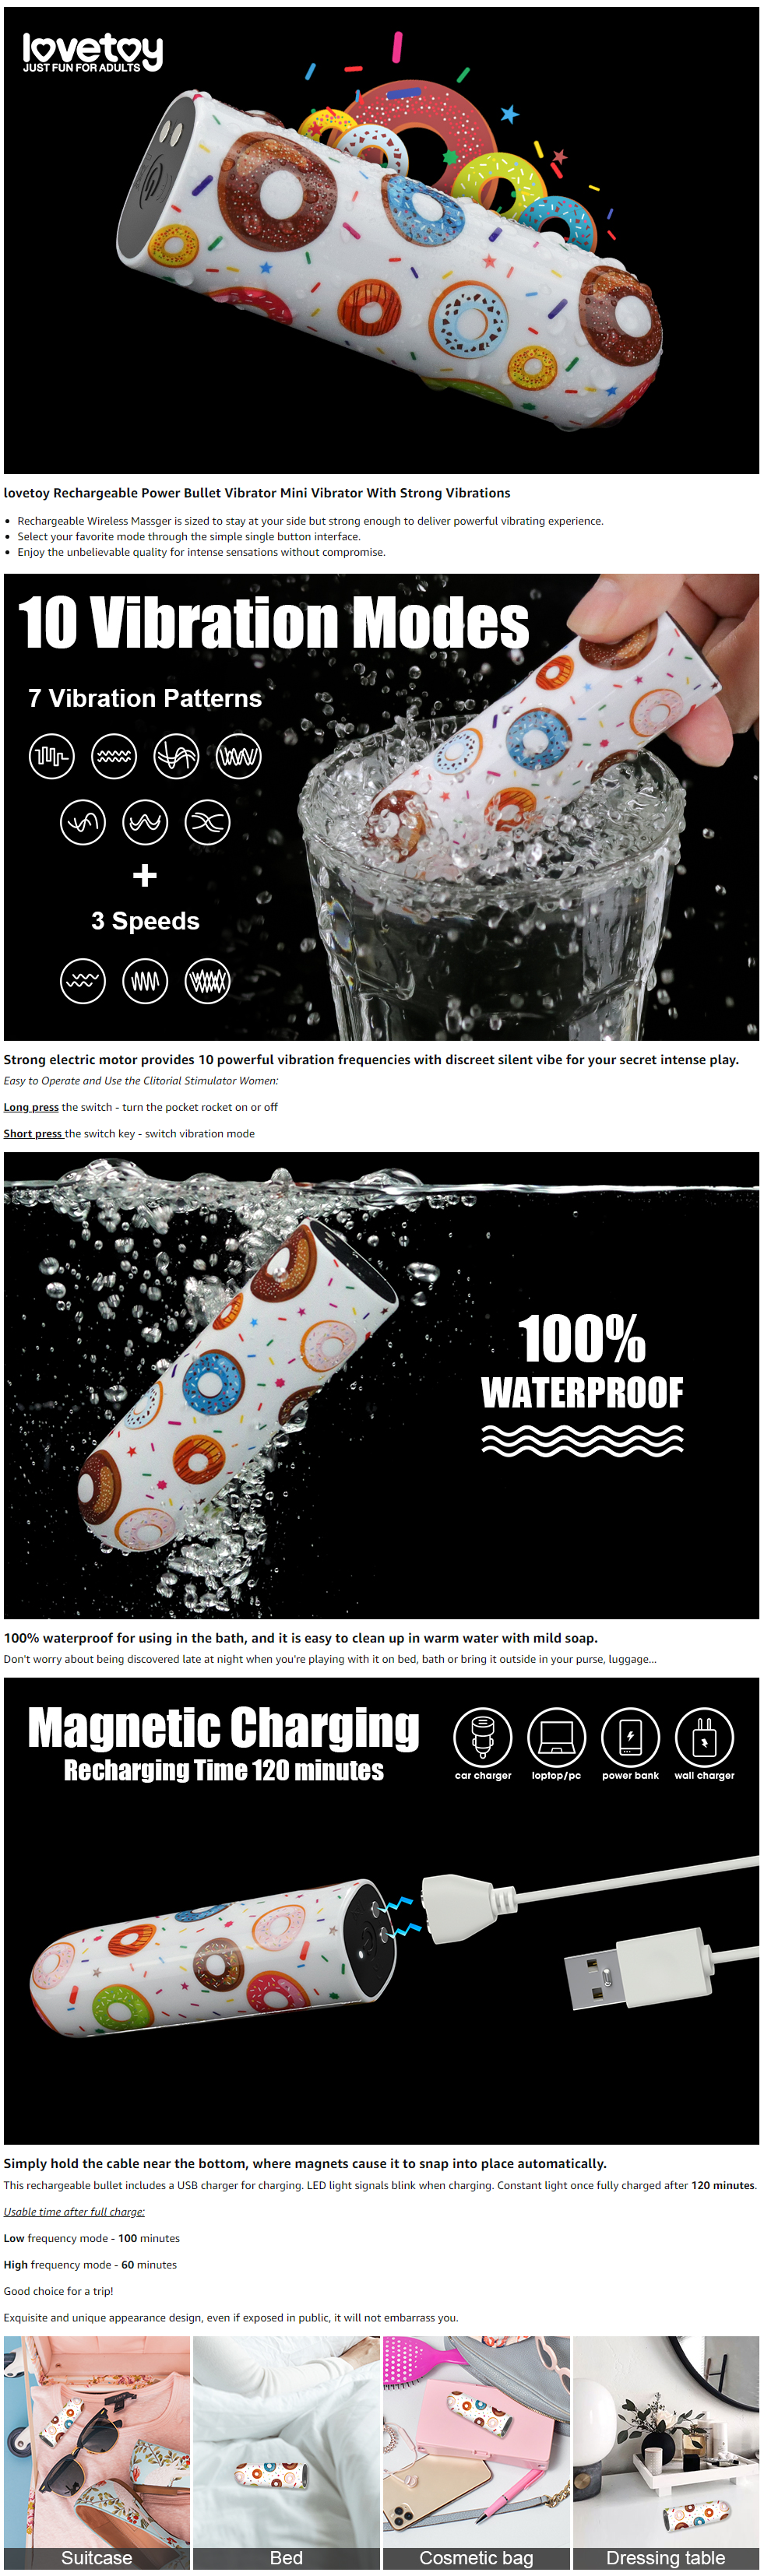 lovetoy
JUST FUN FOR ADULTS
lovetoy Rechargeable Power Bullet Vibrator Mini Vibrator With Strong Vibrations
Rechargeable Wireless Massger is sized to stay at your side but strong enough to deliver powerful vibrating experience.
Select your favorite mode through the simple single button interface.
Enjoy the unbelievable quality for intense sensations without compromise.
10 Vibration Modes
7 Vibration Patterns
+
3 Speeds
Strong electric motor provides 10 powerful vibration frequencies with discreet silent vibe for your secret intense play.
Easy to Operate and Use the Clitorial Stimulator Women:
Long press the switch - turn the pocket rocket on or off
Short press the switch key - switch vibration mode
100%
WATERPROOF
100% waterproof for using in the bath, and it is easy to clean up in warm water with mild soap.
Don't worry about being discovered late at night when you're playing with it on bed, bath or bring it outside in your purse, luggage...
Magnetic Charging
Recharging Time 120 minutes
car charger loptop/pc power bank wall charger
Simply hold the cable near the bottom, where magnets cause it to snap into place automatically.
This rechargeable bullet includes a USB charger for charging. LED light signals blink when charging. Constant light once fully charged after 120 minutes.
Usable time after full charge:
Low frequency mode - 100 minutes
High frequency mode - 60 minutes
Good choice for a trip!
Exquisite and unique appearance design, even if exposed in public, it will not embarrass you.
Suitcase Bed Cosmetic bag Dressing table